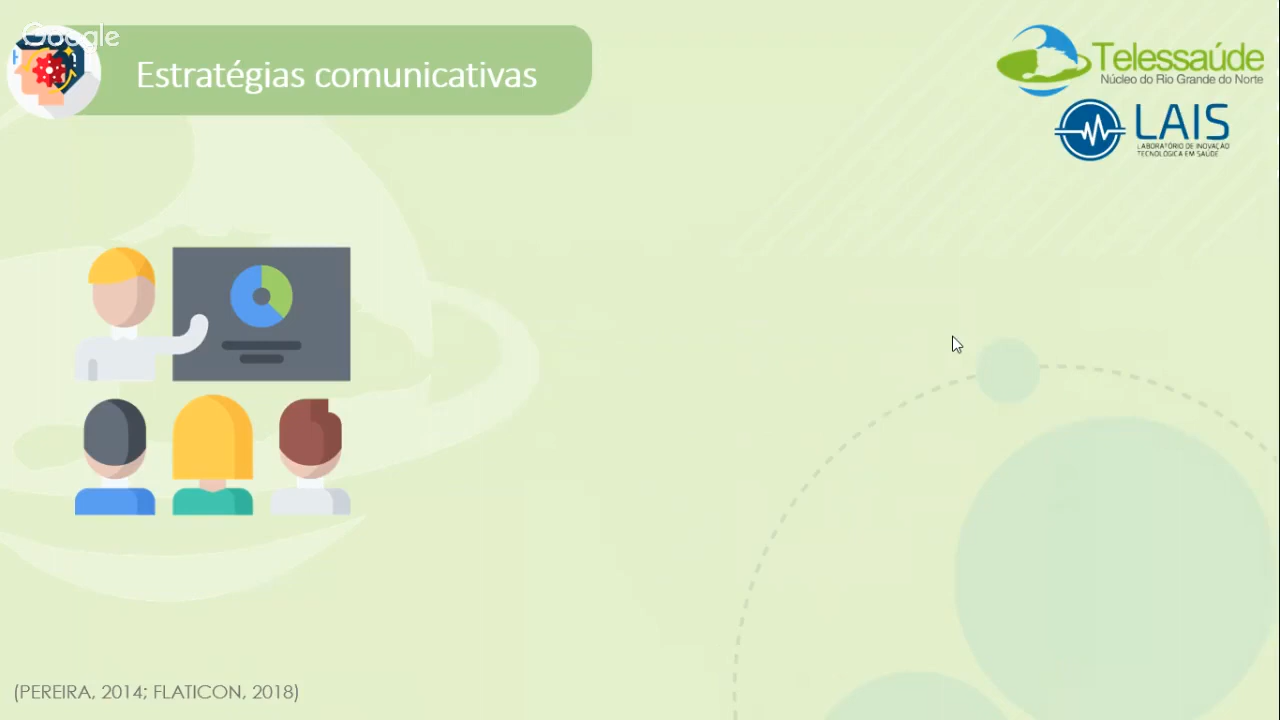 Google
Estratégias comunicativas
Telessaúde
Núcleo do Rio Grande do Norte
LAIS
LABORATÓRIO DE INOVAÇÃO
TECNOLÓGICA EM SAÚDE
(PEREIRA, 2014; FLATICON, 2018)